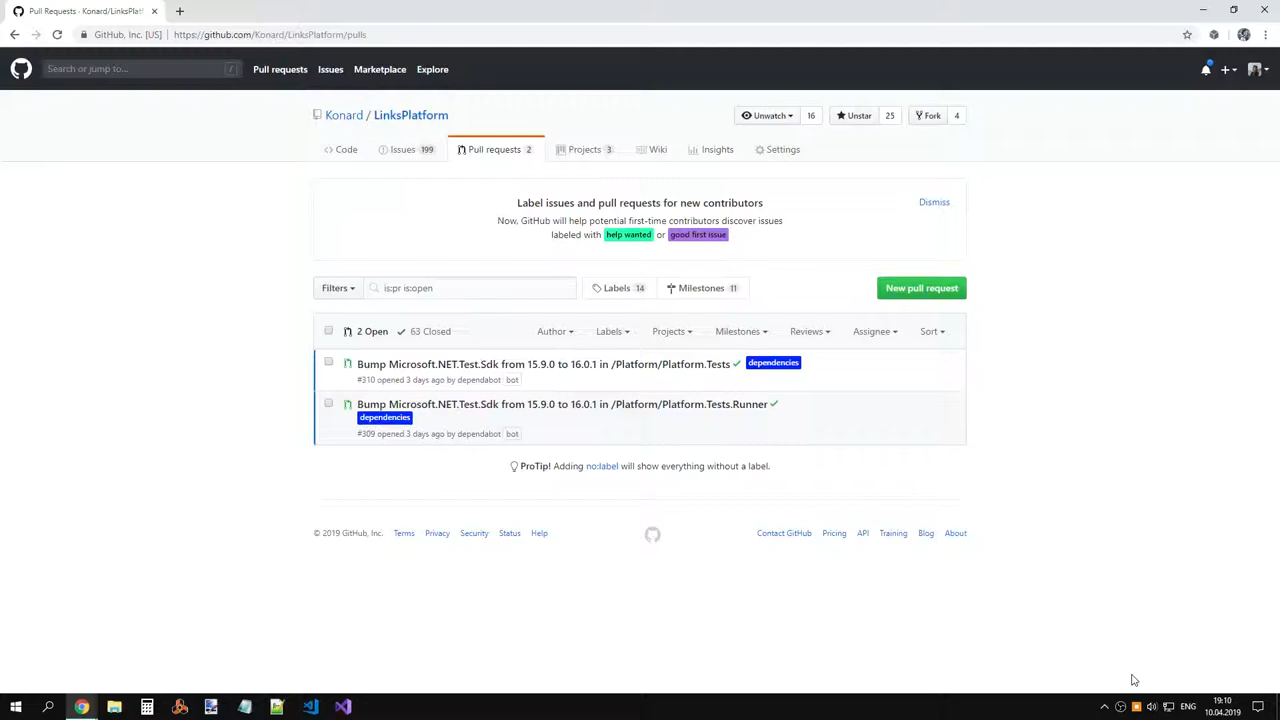 Pull Requests · Konard/LinksPlatf
GitHub, Inc. [US] | https://github.com/Konard/LinksPlatform/pulls
Search or jump to... / Pull requests Issues Marketplace Explore
Konard / LinksPlatform Unwatch 16 Unstar 25 Fork 4
Code Issues 199 Pull requests 2 Projects 3 Wiki Insights Settings
Label issues and pull requests for new contributors Dismiss
Now, GitHub will help potential first-time contributors discover issues
labeled with help wanted or good first issue
Filters is:pr is:open Labels 14 Milestones 11 New pull request
2 Open 63 Closed Author Labels Projects Milestones Reviews Assignee Sort
Bump Microsoft.NET.Test.Sdk from 15.9.0 to 16.0.1 in /Platform/Platform.Tests dependencies
#310 opened 3 days ago by dependabot bot
Bump Microsoft.NET.Test.Sdk from 15.9.0 to 16.0.1 in /Platform/Platform.Tests.Runner
dependencies
#309 opened 3 days ago by dependabot bot
ProTip! Adding no:label will show everything without a label.
© 2019 GitHub, Inc. Terms Privacy Security Status Help Contact GitHub Pricing API Training Blog About
ENG 19:10
10.04.2019